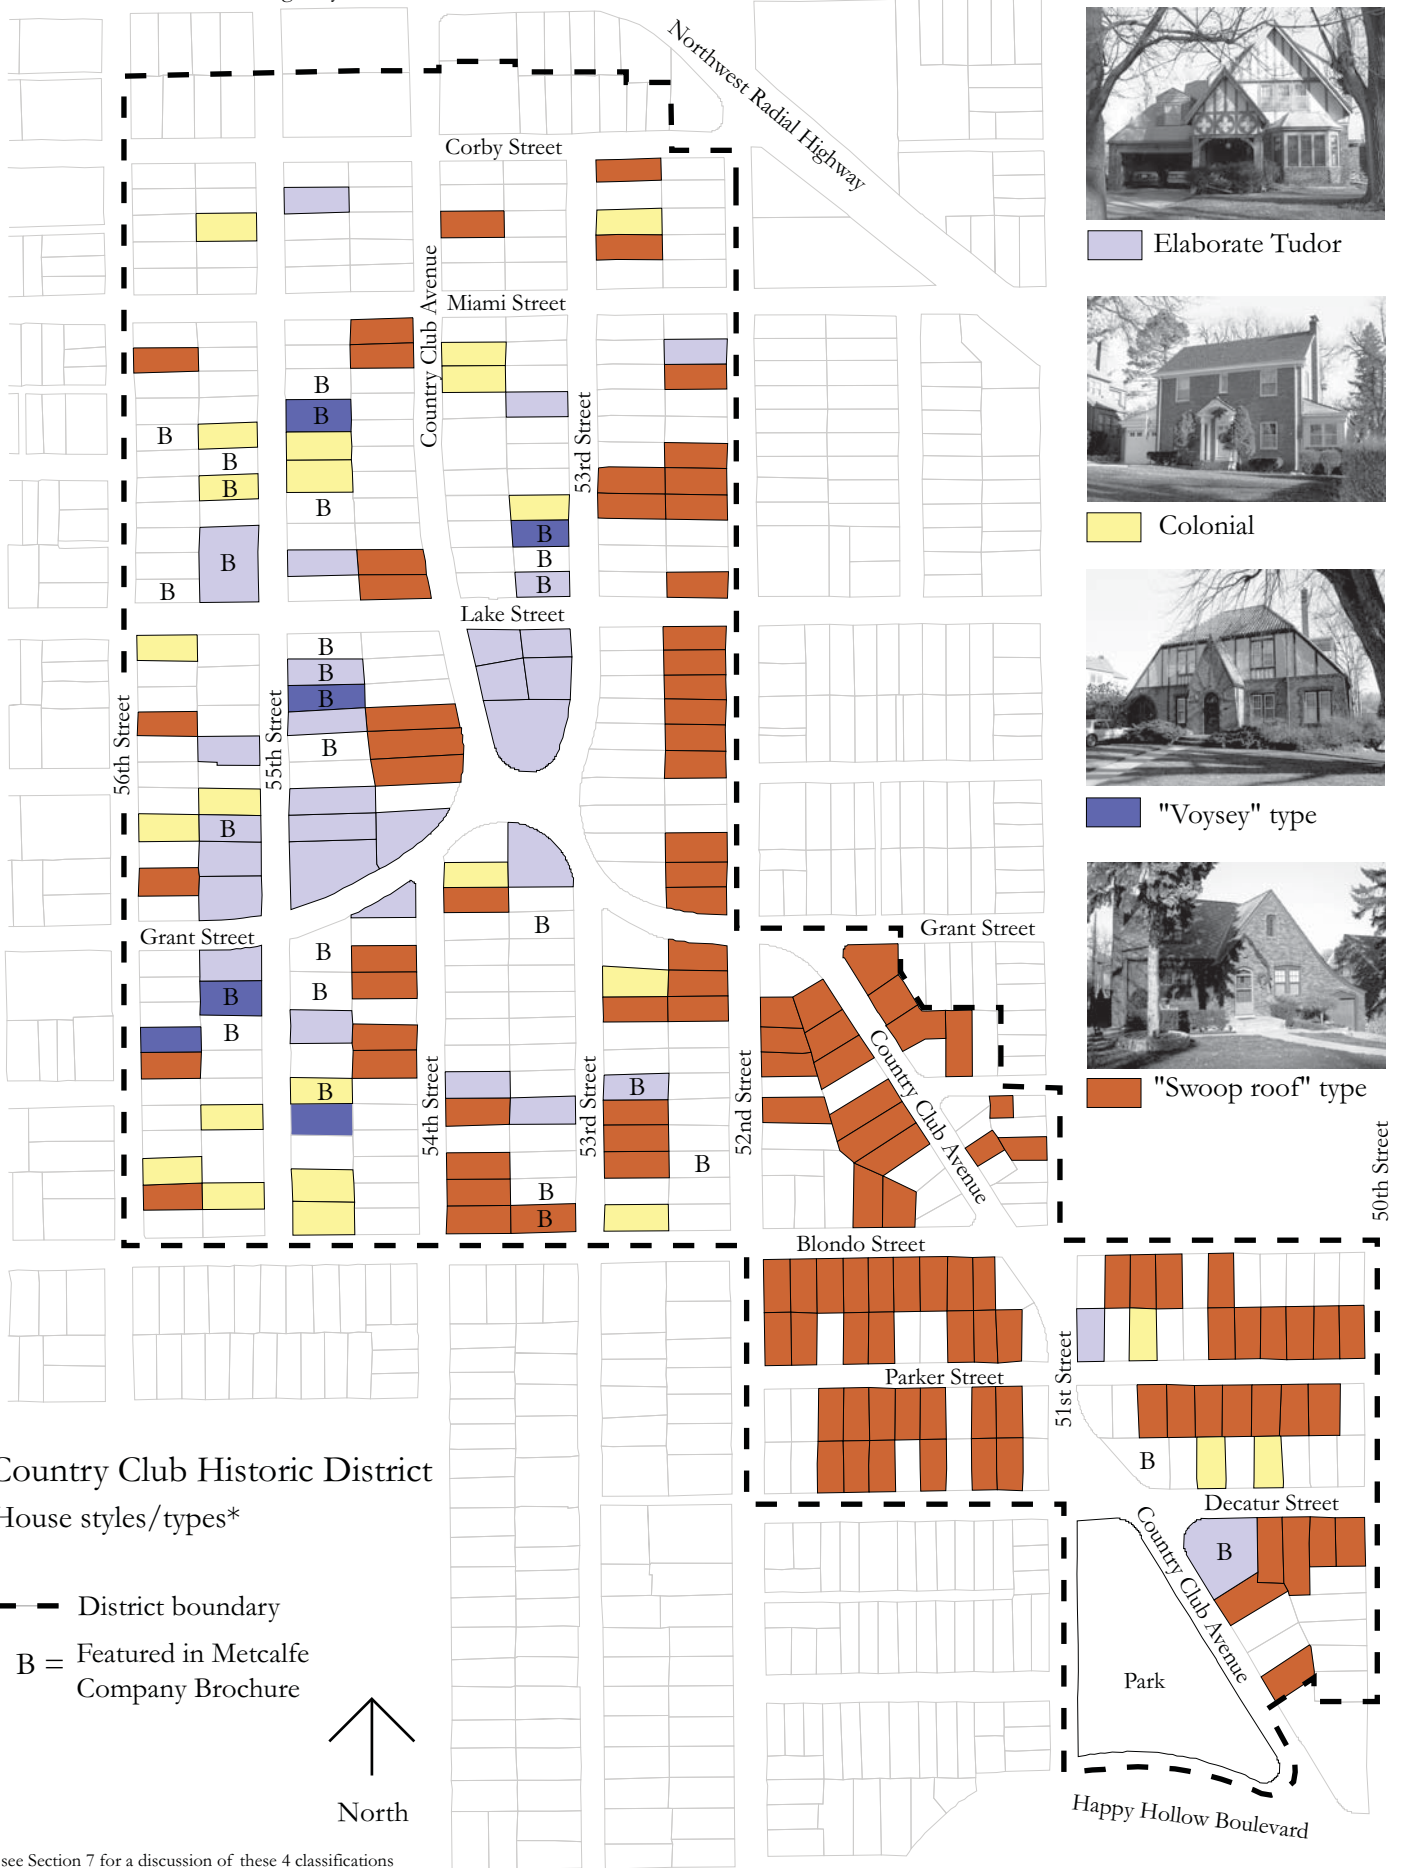 Northwest Radial Highway
Corby Street
Elaborate Tudor
Country Club Avenue
Miami Street
B
B
53rd Street
B
B
B
B
Colonial
B
B
B
B
B
Lake Street
B
B
56th Street
55th Street
B
B
"Voysey" type
B
B
Grant Street
Grant Street
B
B
B
B
Country Club Avenue
54th Street
53rd Street
52nd Street
B
B
"Swoop roof" type
B
50th Street
B
B
Blondo Street
51st Street
Parker Street
B
Country Club Historic District
House styles/types*
Decatur Street
Country Club Avenue
B
District boundary
B = Featured in Metcalfe
Company Brochure
Park
North
Happy Hollow Boulevard
see Section 7 for a discussion of these 4 classifications